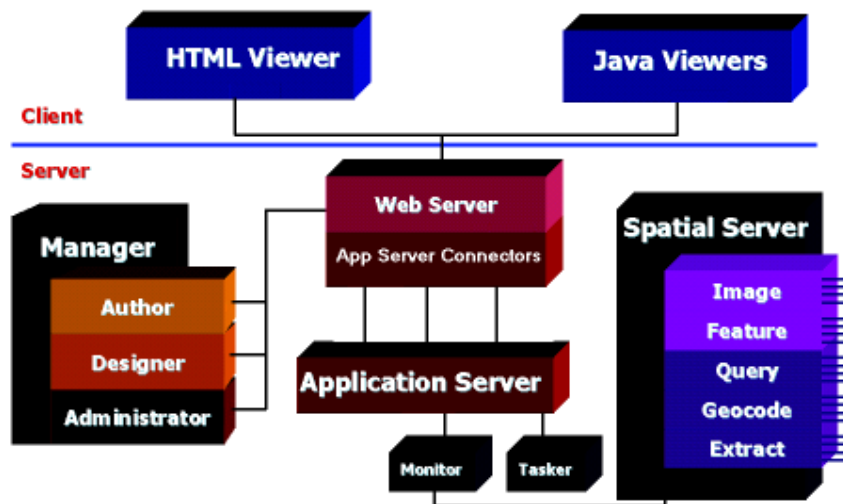 HTML Viewer
Java Viewers
Client
Server
Web Server
App Server Connectors
Manager
Author
Designer
Administrator
Application Server
Monitor
Tasker
Spatial Server
Image
Feature
Query
Geocode
Extract